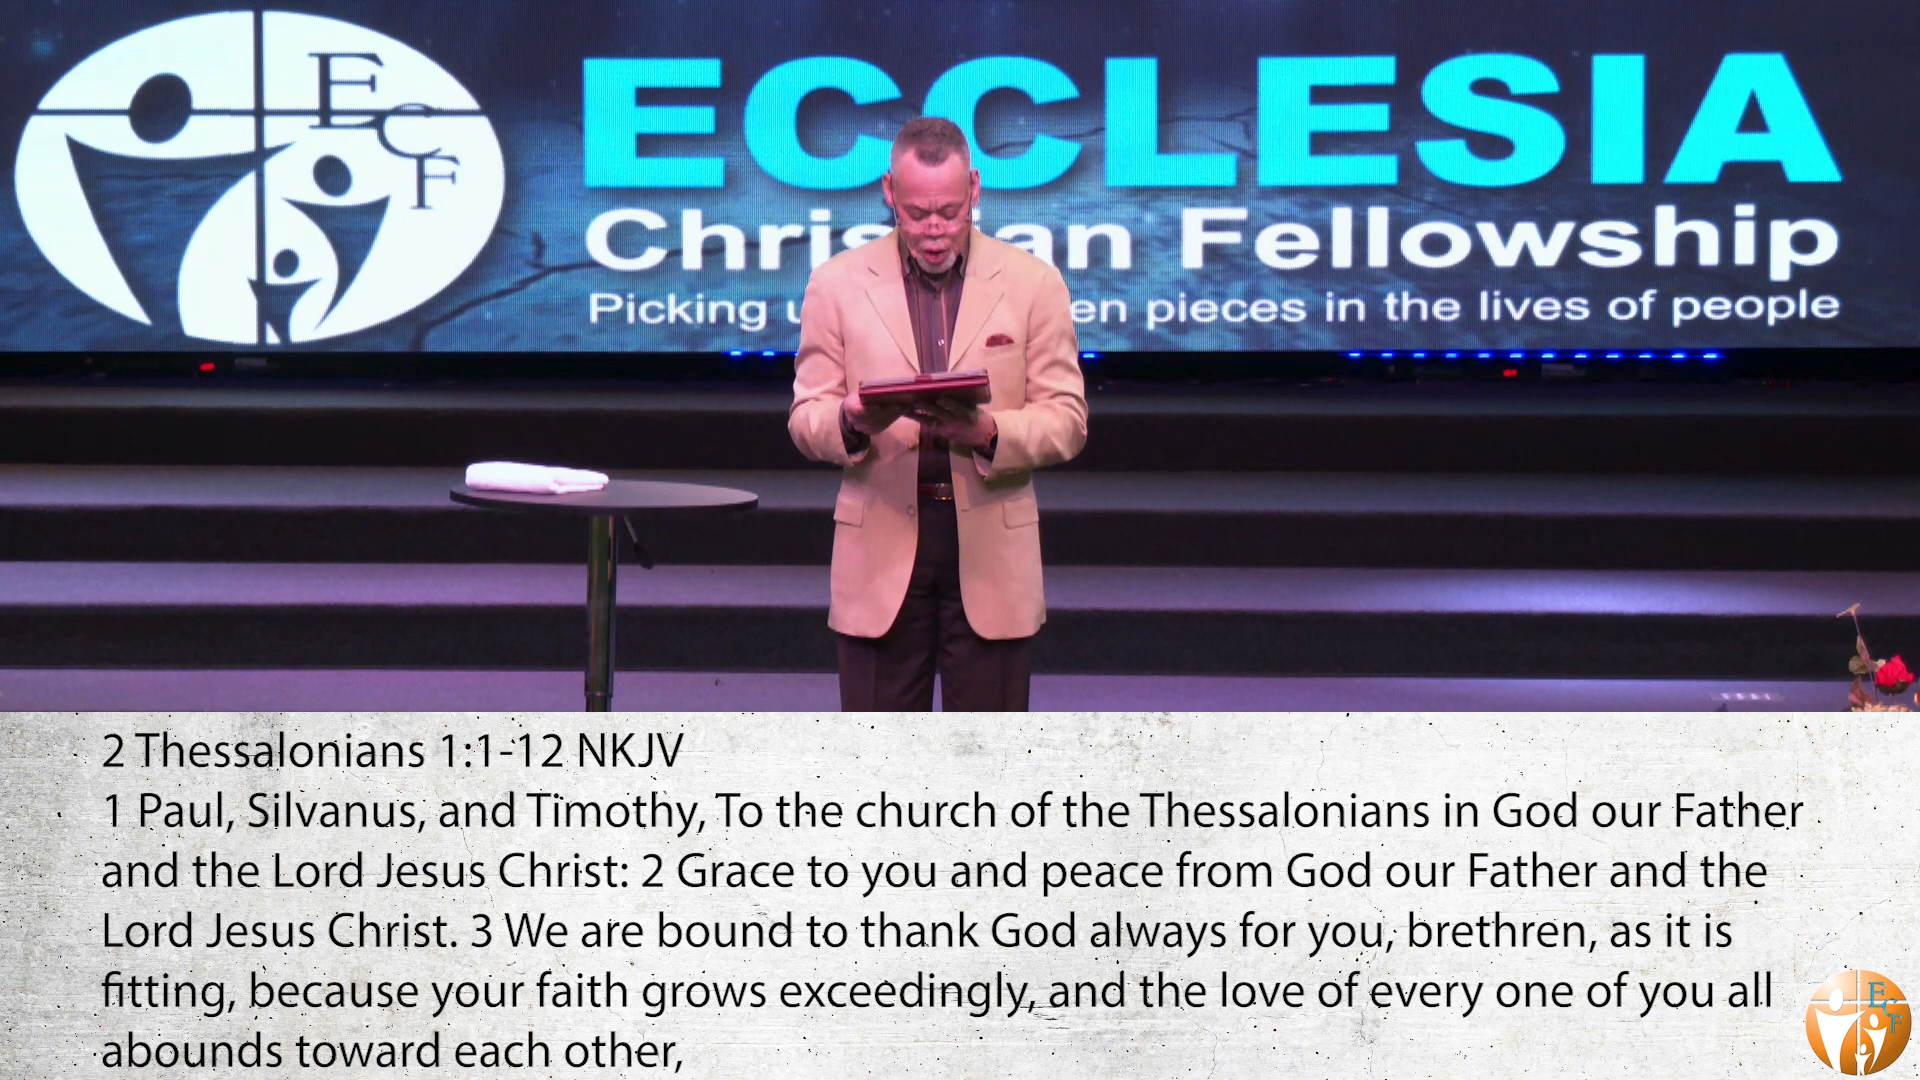 ECF
ECCLESIA
Christian Fellowship
Picking u en pieces in the lives of people
2 Thessalonians 1:1-12 NKJV
1 Paul, Silvanus, and Timothy, To the church of the Thessalonians in God our Father
and the Lord Jesus Christ: 2 Grace to you and peace from God our Father and the
Lord Jesus Christ. 3 We are bound to thank God always for you, brethren, as it is
fitting, because your faith grows exceedingly, and the love of every one of you all
abounds toward each other,
ECF